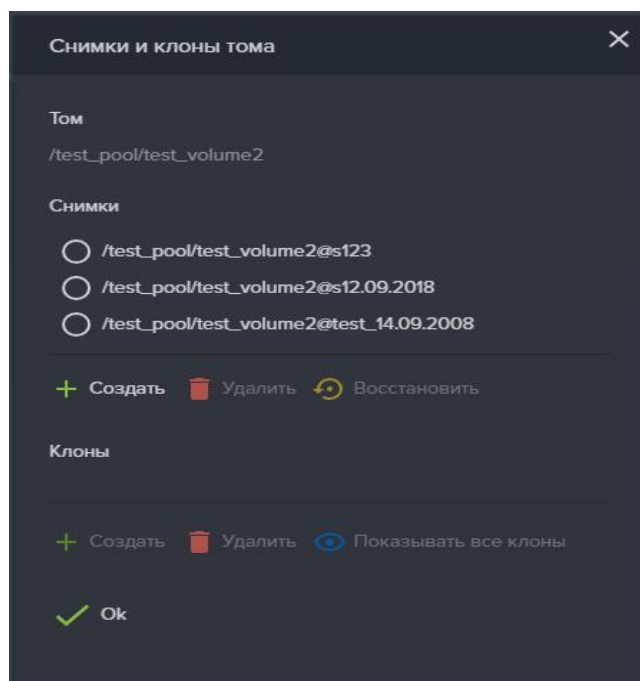 Снимки и клоны тома
Том
/test_pool/test_volume2
Снимки
/test_pool/test_volume2@s123
/test_pool/test_volume2@s12.09.2018
/test_pool/test_volume2@test_14.09.2008
Создать Удалить Восстановить
Клоны
Создать Удалить Показывать все клоны
Ok